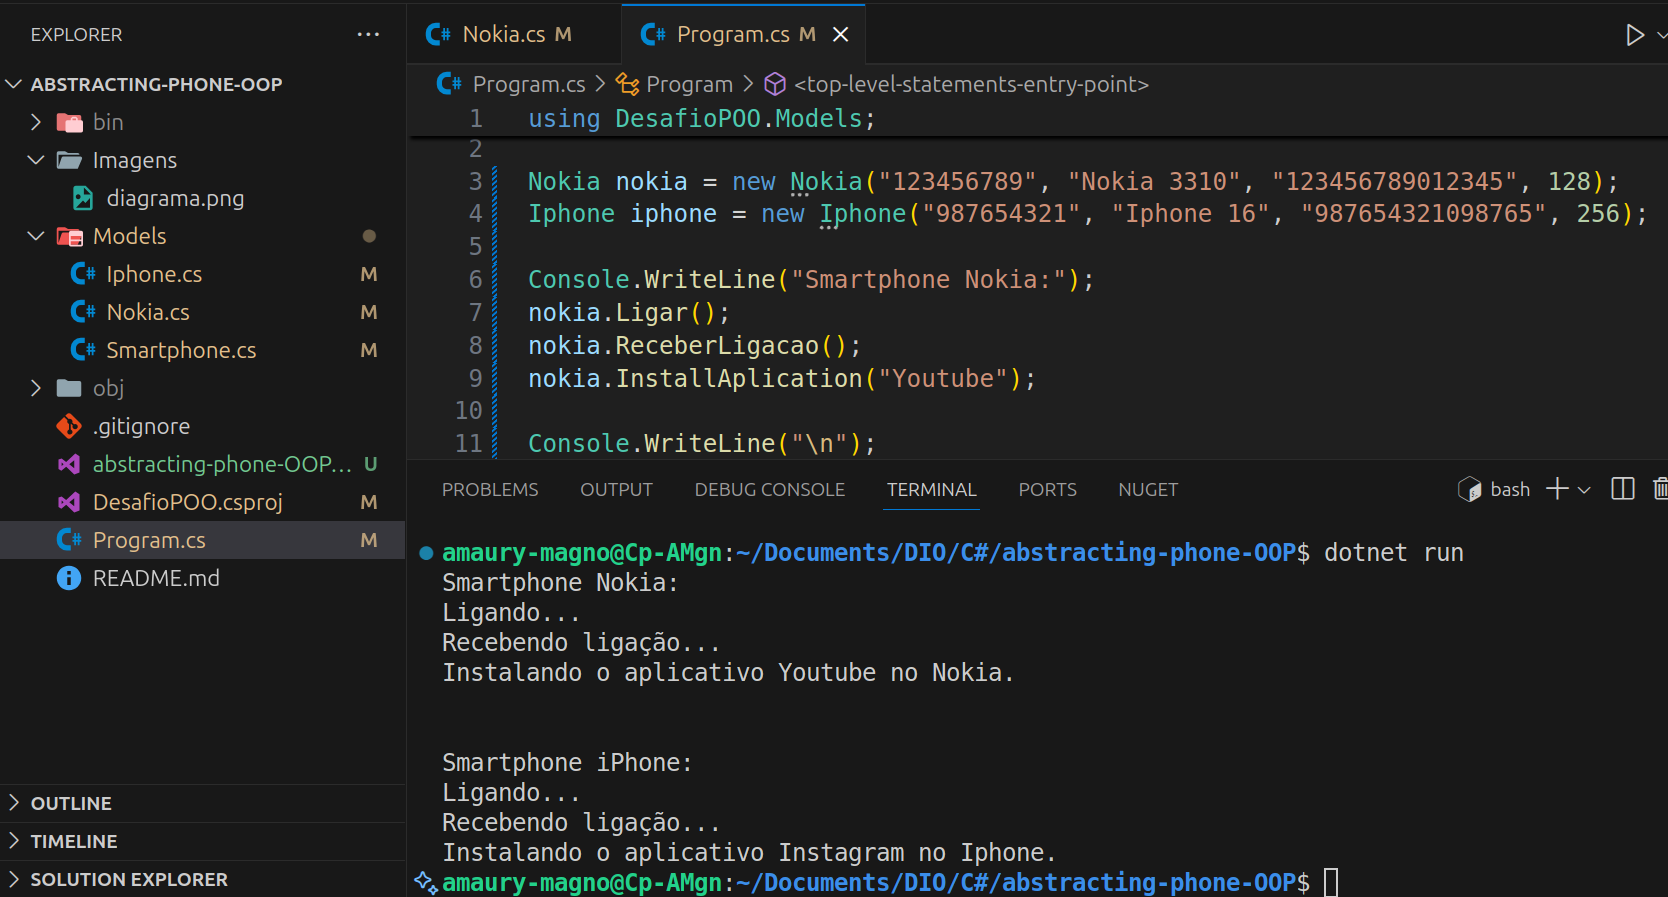 EXPLORER
ABSTRACTING-PHONE-OOP
bin
Imagens
diagrama.png
Models
Iphone.cs M
Nokia.cs M
Smartphone.cs M
obj
.gitignore
abstracting-phone-OOP... U
DesafioPOO.csproj M
Program.cs M
README.md
OUTLINE
TIMELINE
SOLUTION EXPLORER
Nokia.cs M
Program.cs M
Program.cs > Program > <top-level-statements-entry-point>
1 using DesafioPOO.Models;
2
3 Nokia nokia = new Nokia("123456789", "Nokia 3310", "123456789012345", 128);
4 Iphone iphone = new Iphone("987654321", "Iphone 16", "987654321098765", 256);
5
6 Console.WriteLine("Smartphone Nokia:");
7 nokia.Ligar();
8 nokia.ReceberLigacao();
9 nokia.InstallAplication("Youtube");
10
11 Console.WriteLine("\n");
PROBLEMS OUTPUT DEBUG CONSOLE TERMINAL PORTS NUGET bash
amaury-magno@Cp-AMgn:~/Documents/DIO/C#/abstracting-phone-OOP$ dotnet run
Smartphone Nokia:
Ligando...
Recebendo ligação...
Instalando o aplicativo Youtube no Nokia.
Smartphone iPhone:
Ligando...
Recebendo ligação...
Instalando o aplicativo Instagram no Iphone.
amaury-magno@Cp-AMgn:~/Documents/DIO/C#/abstracting-phone-OOP$